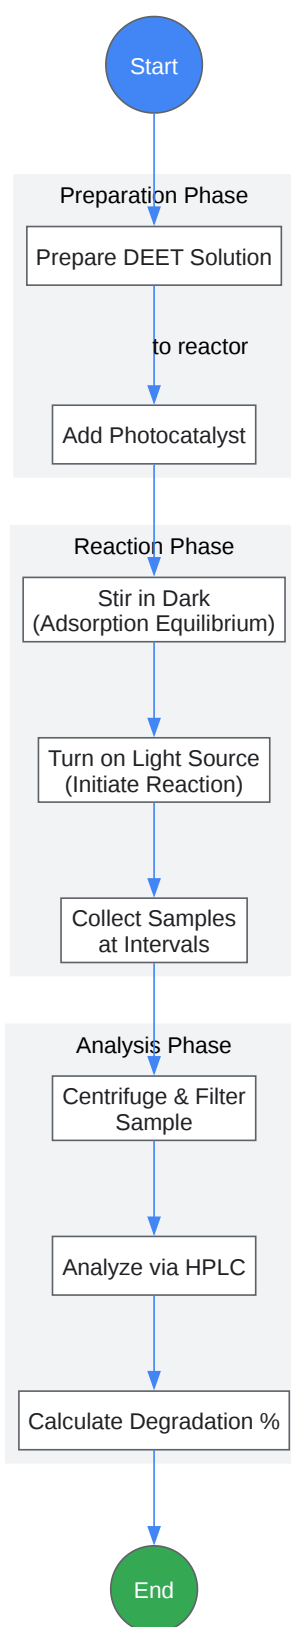 Start
Preparation Phase
Prepare DEET Solution
to reactor
Add Photocatalyst
Reaction Phase
Stir in Dark
(Adsorption Equilibrium)
Turn on Light Source
(Initiate Reaction)
Collect Samples
at Intervals
Analysis Phase
Centrifuge & Filter
Sample
Analyze via HPLC
Calculate Degradation %
End